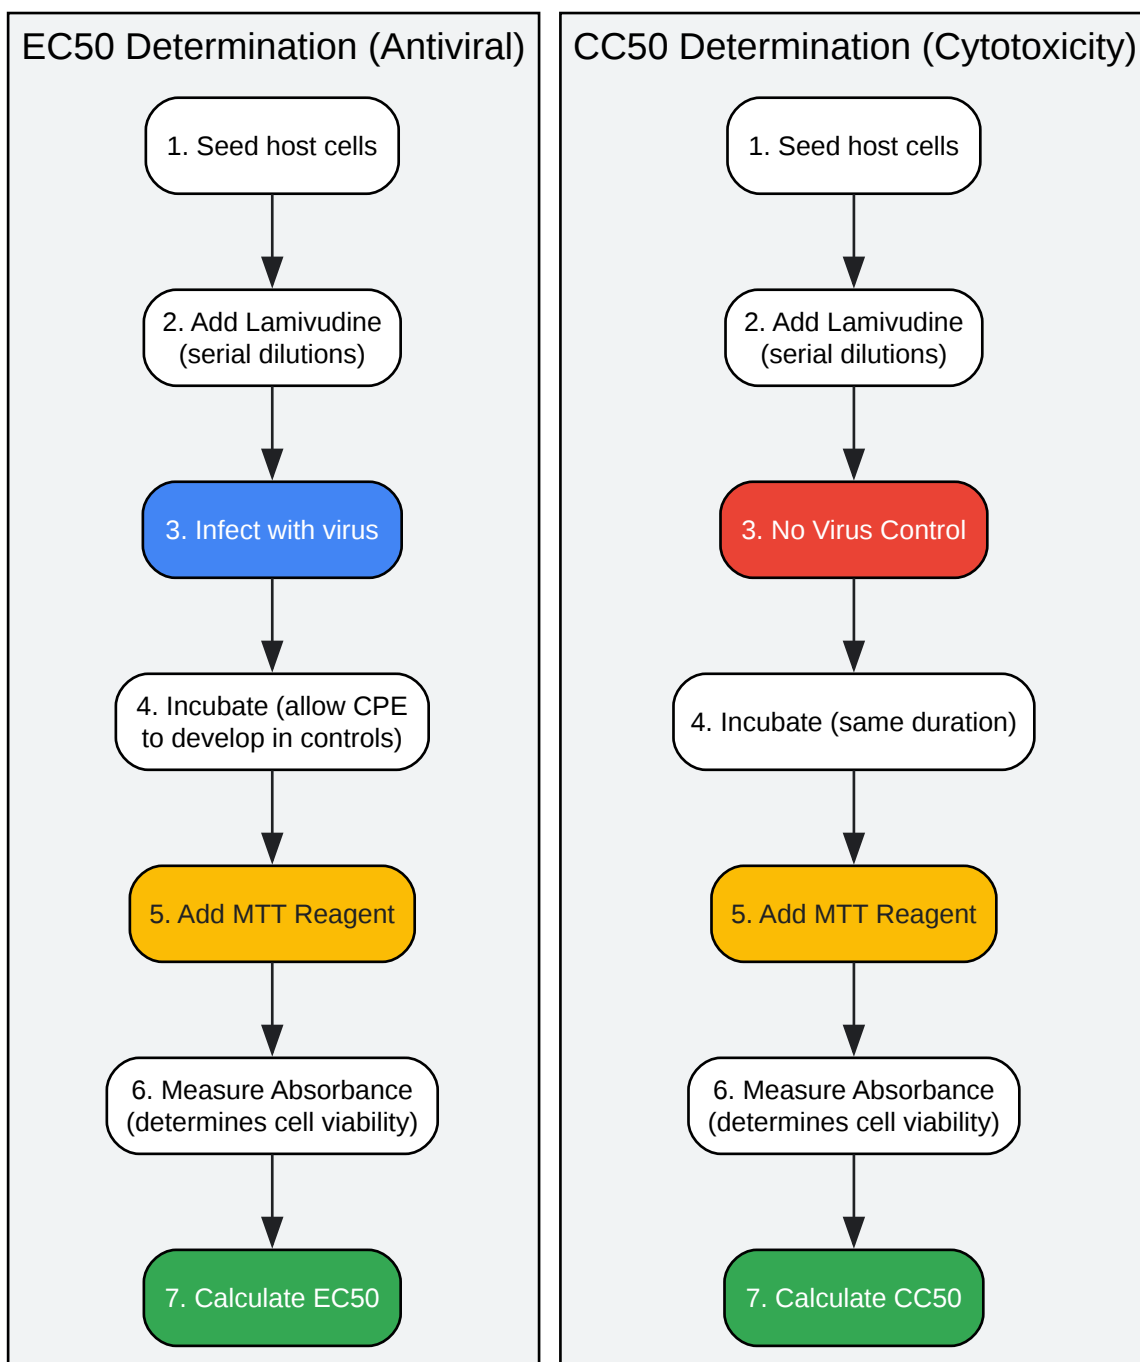 EC50 Determination (Antiviral)
1. Seed host cells
2. Add Lamivudine
(serial dilutions)
3. Infect with virus
4. Incubate (allow CPE
to develop in controls)
5. Add MTT Reagent
6. Measure Absorbance
(determines cell viability)
7. Calculate EC50
CC50 Determination (Cytotoxicity)
1. Seed host cells
2. Add Lamivudine
(serial dilutions)
3. No Virus Control
4. Incubate (same duration)
5. Add MTT Reagent
6. Measure Absorbance
(determines cell viability)
7. Calculate CC50